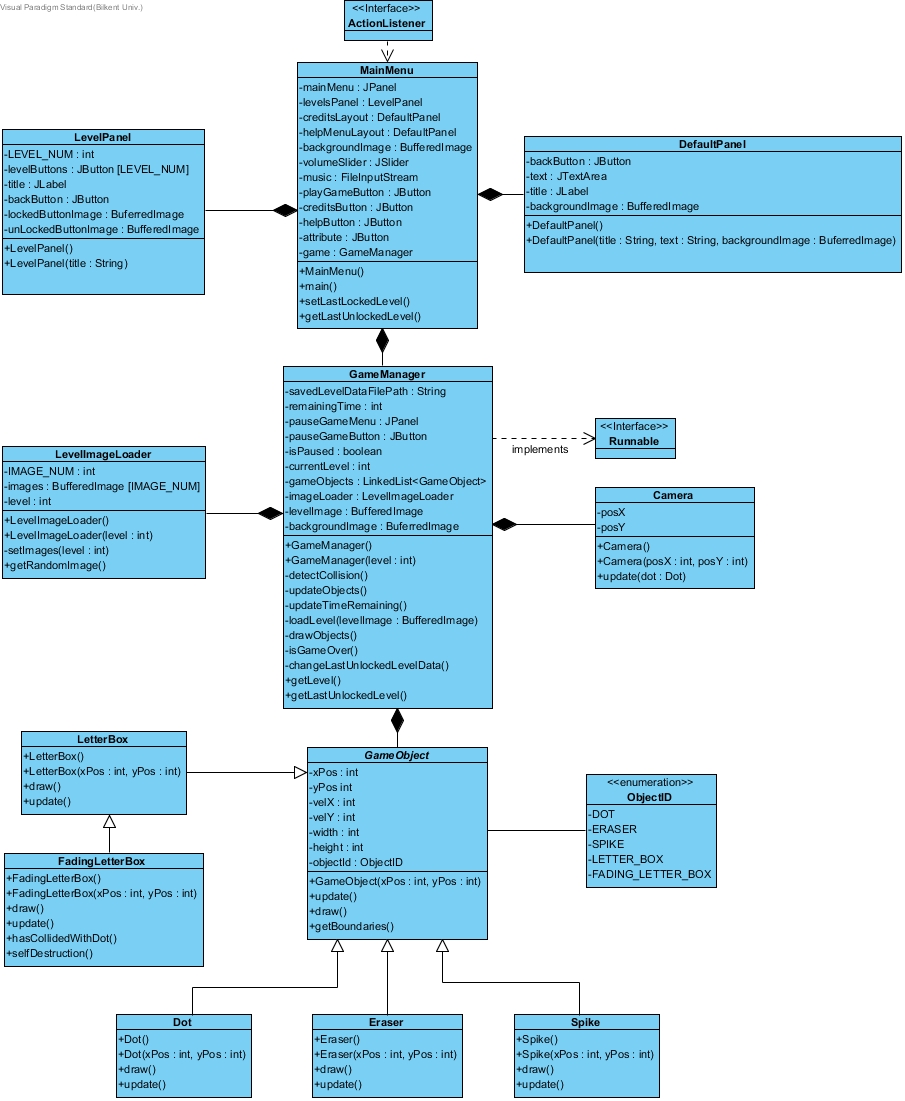 Visual Paradigm Standard(Bilkent Univ.)
<<Interface>>
ActionListener
MainMenu
-mainMenu : JPanel
-levelsPanel : LevelPanel
-creditsLayout : DefaultPanel
-helpMenuLayout : DefaultPanel
-backgroundImage : BufferedImage
-volumeSlider : JSlider
-music : FileInputStream
-playGameButton : JButton
-creditsButton : JButton
-helpButton : JButton
-attribute : JButton
-game : GameManager
+MainMenu()
+main()
+setLastLockedLevel()
+getLastUnlockedLevel()
LevelPanel
-LEVEL_NUM : int
-levelButtons : JButton [LEVEL_NUM]
-title : JLabel
-backButton : JButton
-lockedButtonImage : BuferredImage
-unLockedButtonImage : BufferedImage
+LevelPanel()
+LevelPanel(title : String)
DefaultPanel
-backButton : JButton
-text : JTextArea
-title : JLabel
-backgroundImage : BufferedImage
+DefaultPanel()
+DefaultPanel(title : String, text : String, backgroundImage : BuferredImage)
GameManager
-savedLevelDataFilePath : String
-remainingTime : int
-pauseGameMenu : JPanel
-pauseGameButton : JButton
-isPaused : boolean
-currentLevel : int
-gameObjects : LinkedList<GameObject>
-imageLoader : LevelImageLoader
-levelImage : BufferedImage
-backgroundImage : BuferredImage
+GameManager()
+GameManager(level : int)
-detectCollision()
-updateObjects()
-updateTimeRemaining()
-loadLevel(levelImage : BufferedImage)
-drawObjects()
-isGameOver()
-changeLastUnlockedLevelData()
+getLevel()
+getLastUnlockedLevel()
implements
<<Interface>>
Runnable
LevelImageLoader
-IMAGE_NUM : int
-images : BufferedImage [IMAGE_NUM]
-level : int
+LevelImageLoader()
+LevelImageLoader(level : int)
-setImages(level : int)
+getRandomImage()
Camera
-posX
-posY
+Camera()
+Camera(posX : int, posY : int)
+update(dot : Dot)
LetterBox
+LetterBox()
+LetterBox(xPos : int, yPos : int)
+draw()
+update()
GameObject
-xPos : int
-yPos int
-velX : int
-velY : int
-width : int
-height : int
-objectId : ObjectID
+GameObject(xPos : int, yPos : int)
+update()
+draw()
+getBoundaries()
<<enumeration>>
ObjectID
-DOT
-ERASER
-SPIKE
-LETTER_BOX
-FADING_LETTER_BOX
FadingLetterBox
+FadingLetterBox()
+FadingLetterBox(xPos : int, yPos : int)
+draw()
+update()
+hasCollidedWithDot()
+selfDestruction()
Dot
+Dot()
+Dot(xPos : int, yPos : int)
+draw()
+update()
Eraser
+Eraser()
+Eraser(xPos : int, yPos : int)
+draw()
+update()
Spike
+Spike()
+Spike(xPos : int, yPos : int)
+draw()
+update()